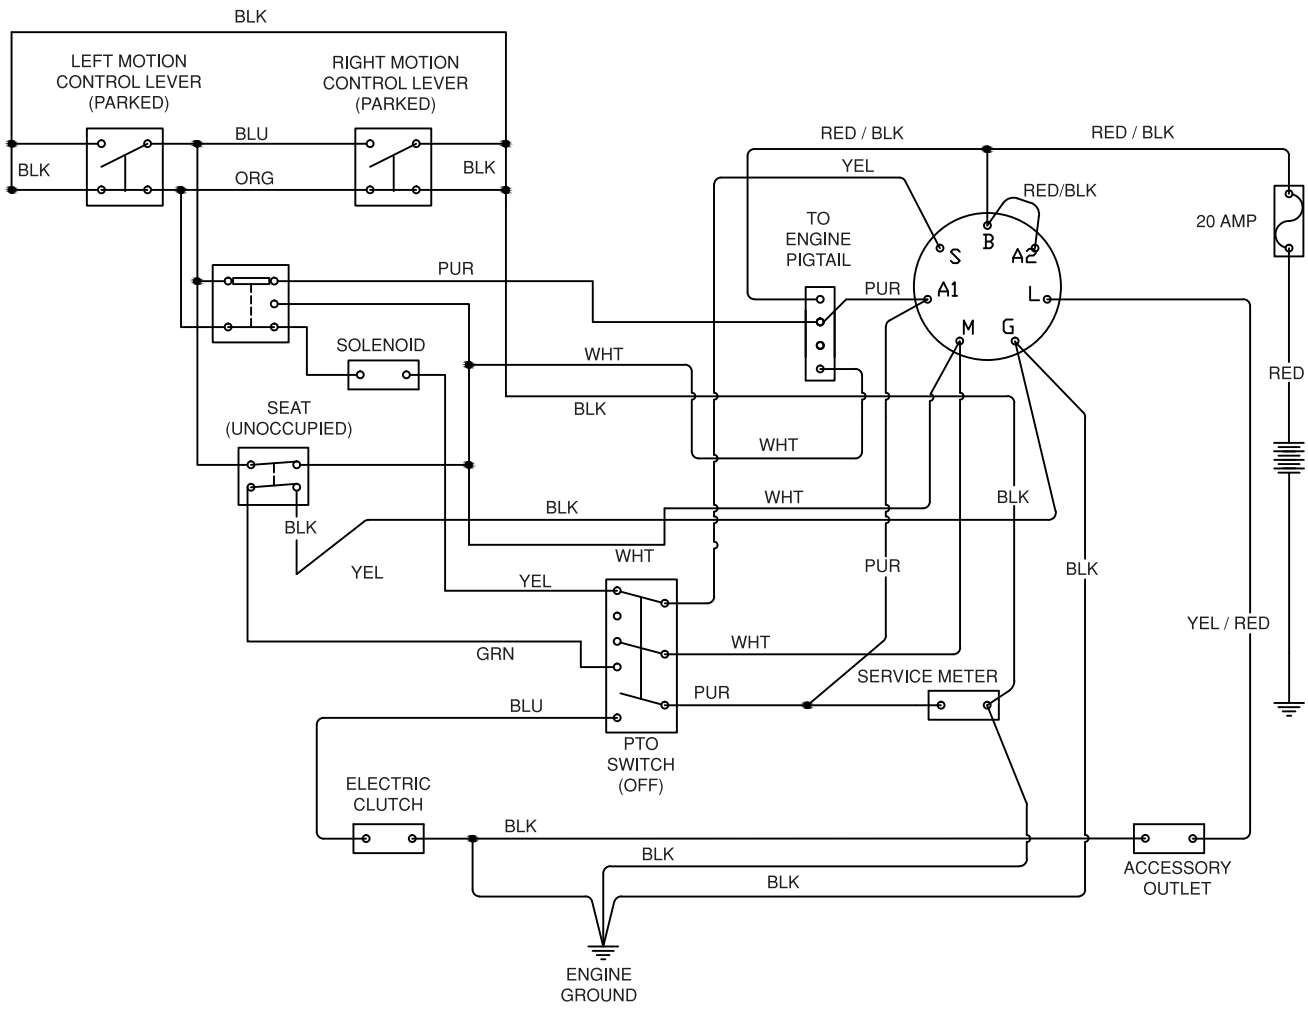 BLK
LEFT MOTION
CONTROL LEVER
(PARKED)
RIGHT MOTION
CONTROL LEVER
(PARKED)
BLU
BLK
ORG
BLK
RED / BLK
RED / BLK
YEL
RED/BLK
TO
ENGINE
PIGTAIL
20 AMP
B
S
A2
A1
L
M
G
PUR
PUR
SOLENOID
WHT
RED
BLK
SEAT
(UNOCCUPIED)
WHT
WHT
BLK
BLK
BLK
WHT
YEL
YEL
PUR
BLK
YEL / RED
GRN
WHT
SERVICE METER
PUR
BLU
PTO
SWITCH
(OFF)
ELECTRIC
CLUTCH
BLK
BLK
BLK
ACCESSORY
OUTLET
ENGINE
GROUND